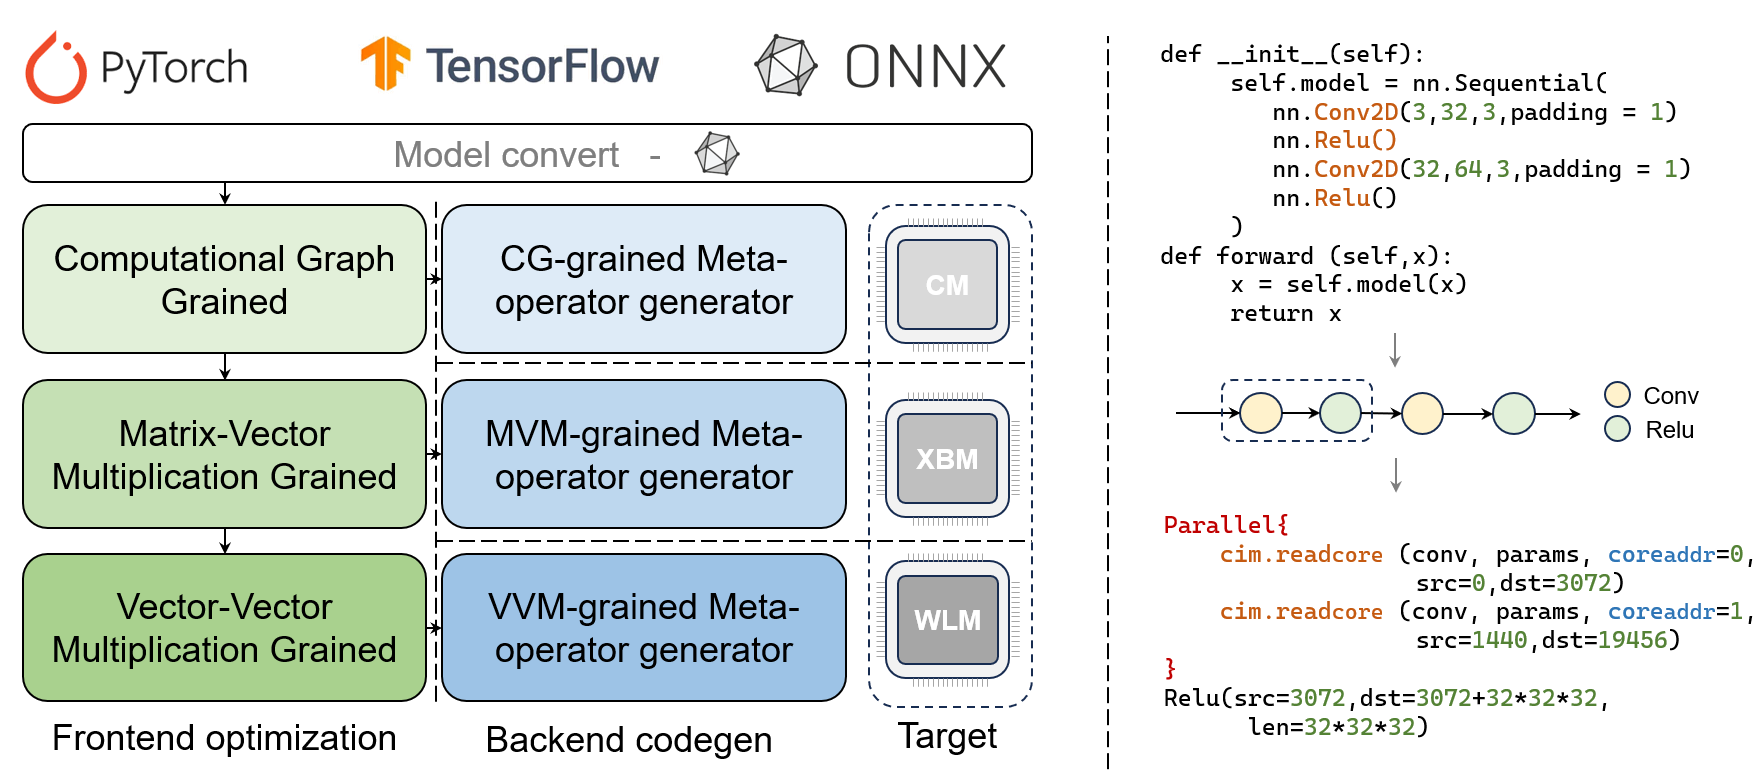 PyTorch
TensorFlow
ONNX
Model convert -
Computational Graph
Grained
CG-grained Meta-
operator generator
CM
Matrix-Vector
Multiplication Grained
MVM-grained Meta-
operator generator
XBM
Vector-Vector
Multiplication Grained
VVM-grained Meta-
operator generator
WLM
Frontend optimization
Backend codegen
Target
def __init__(self):
self.model = nn.Sequential(
nn.Conv2D(3,32,3,padding = 1)
nn.Relu()
nn.Conv2D(32,64,3,padding = 1)
nn.Relu()
)
def forward (self,x):
x = self.model(x)
return x
Conv
Relu
Parallel{
cim.readcore (conv, params, coreaddr=0,
src=0,dst=3072)
cim.readcore (conv, params, coreaddr=1,
src=1440,dst=19456)
}
Relu(src=3072,dst=3072+32*32*32,
len=32*32*32)